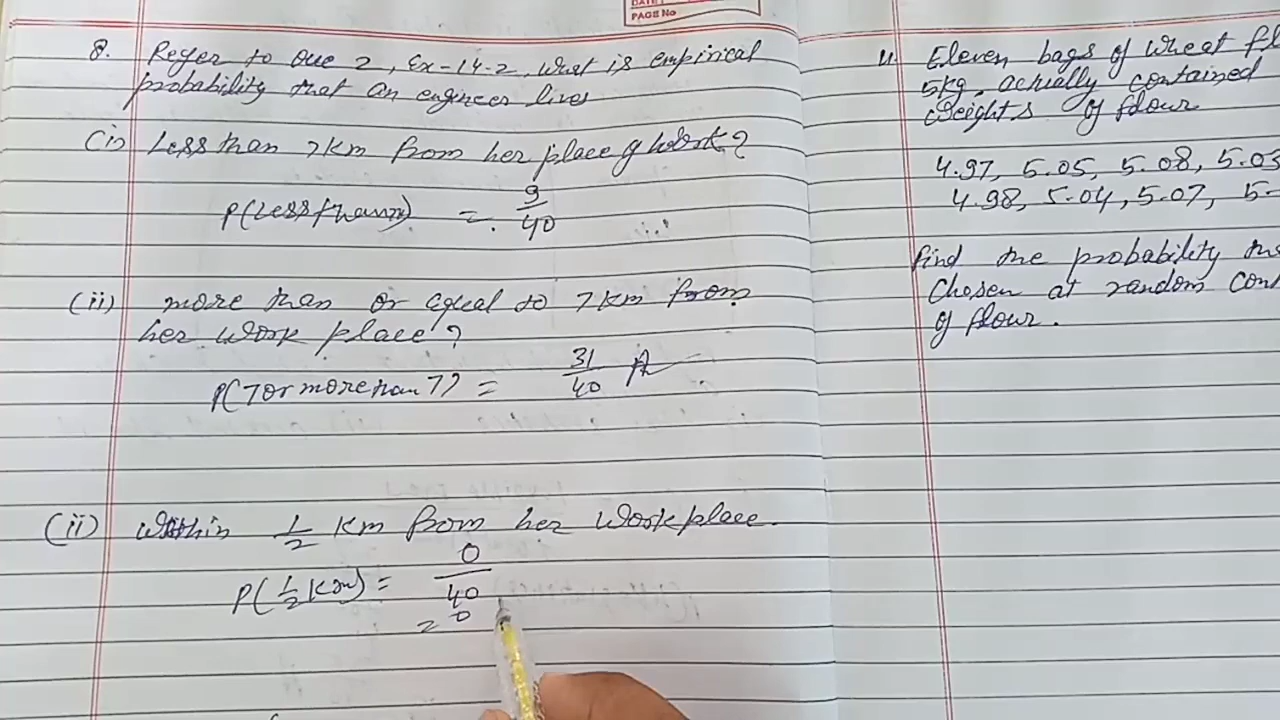 DATE
PAGE No
8. Refer to Que 2, Ex-14-2. What is empirical
probability that an engineer lives
(i) Less than 7km from her place of work?
P(Less than 7) = 9/40
(ii) more than or equal to 7km from
her work place?
P(7 or more than 7) = 31/40 A
(ii) Within 1/2 Km from her workplace.
P(1/2 Km) = 0/40
= 0
11. Eleven bags of wheat fl
5kg, actually contained
weights of flour
4.97, 5.05, 5.08, 5.03
4.98, 5.04, 5.07, 5-
find the probability
chosen at random Con
of flour.